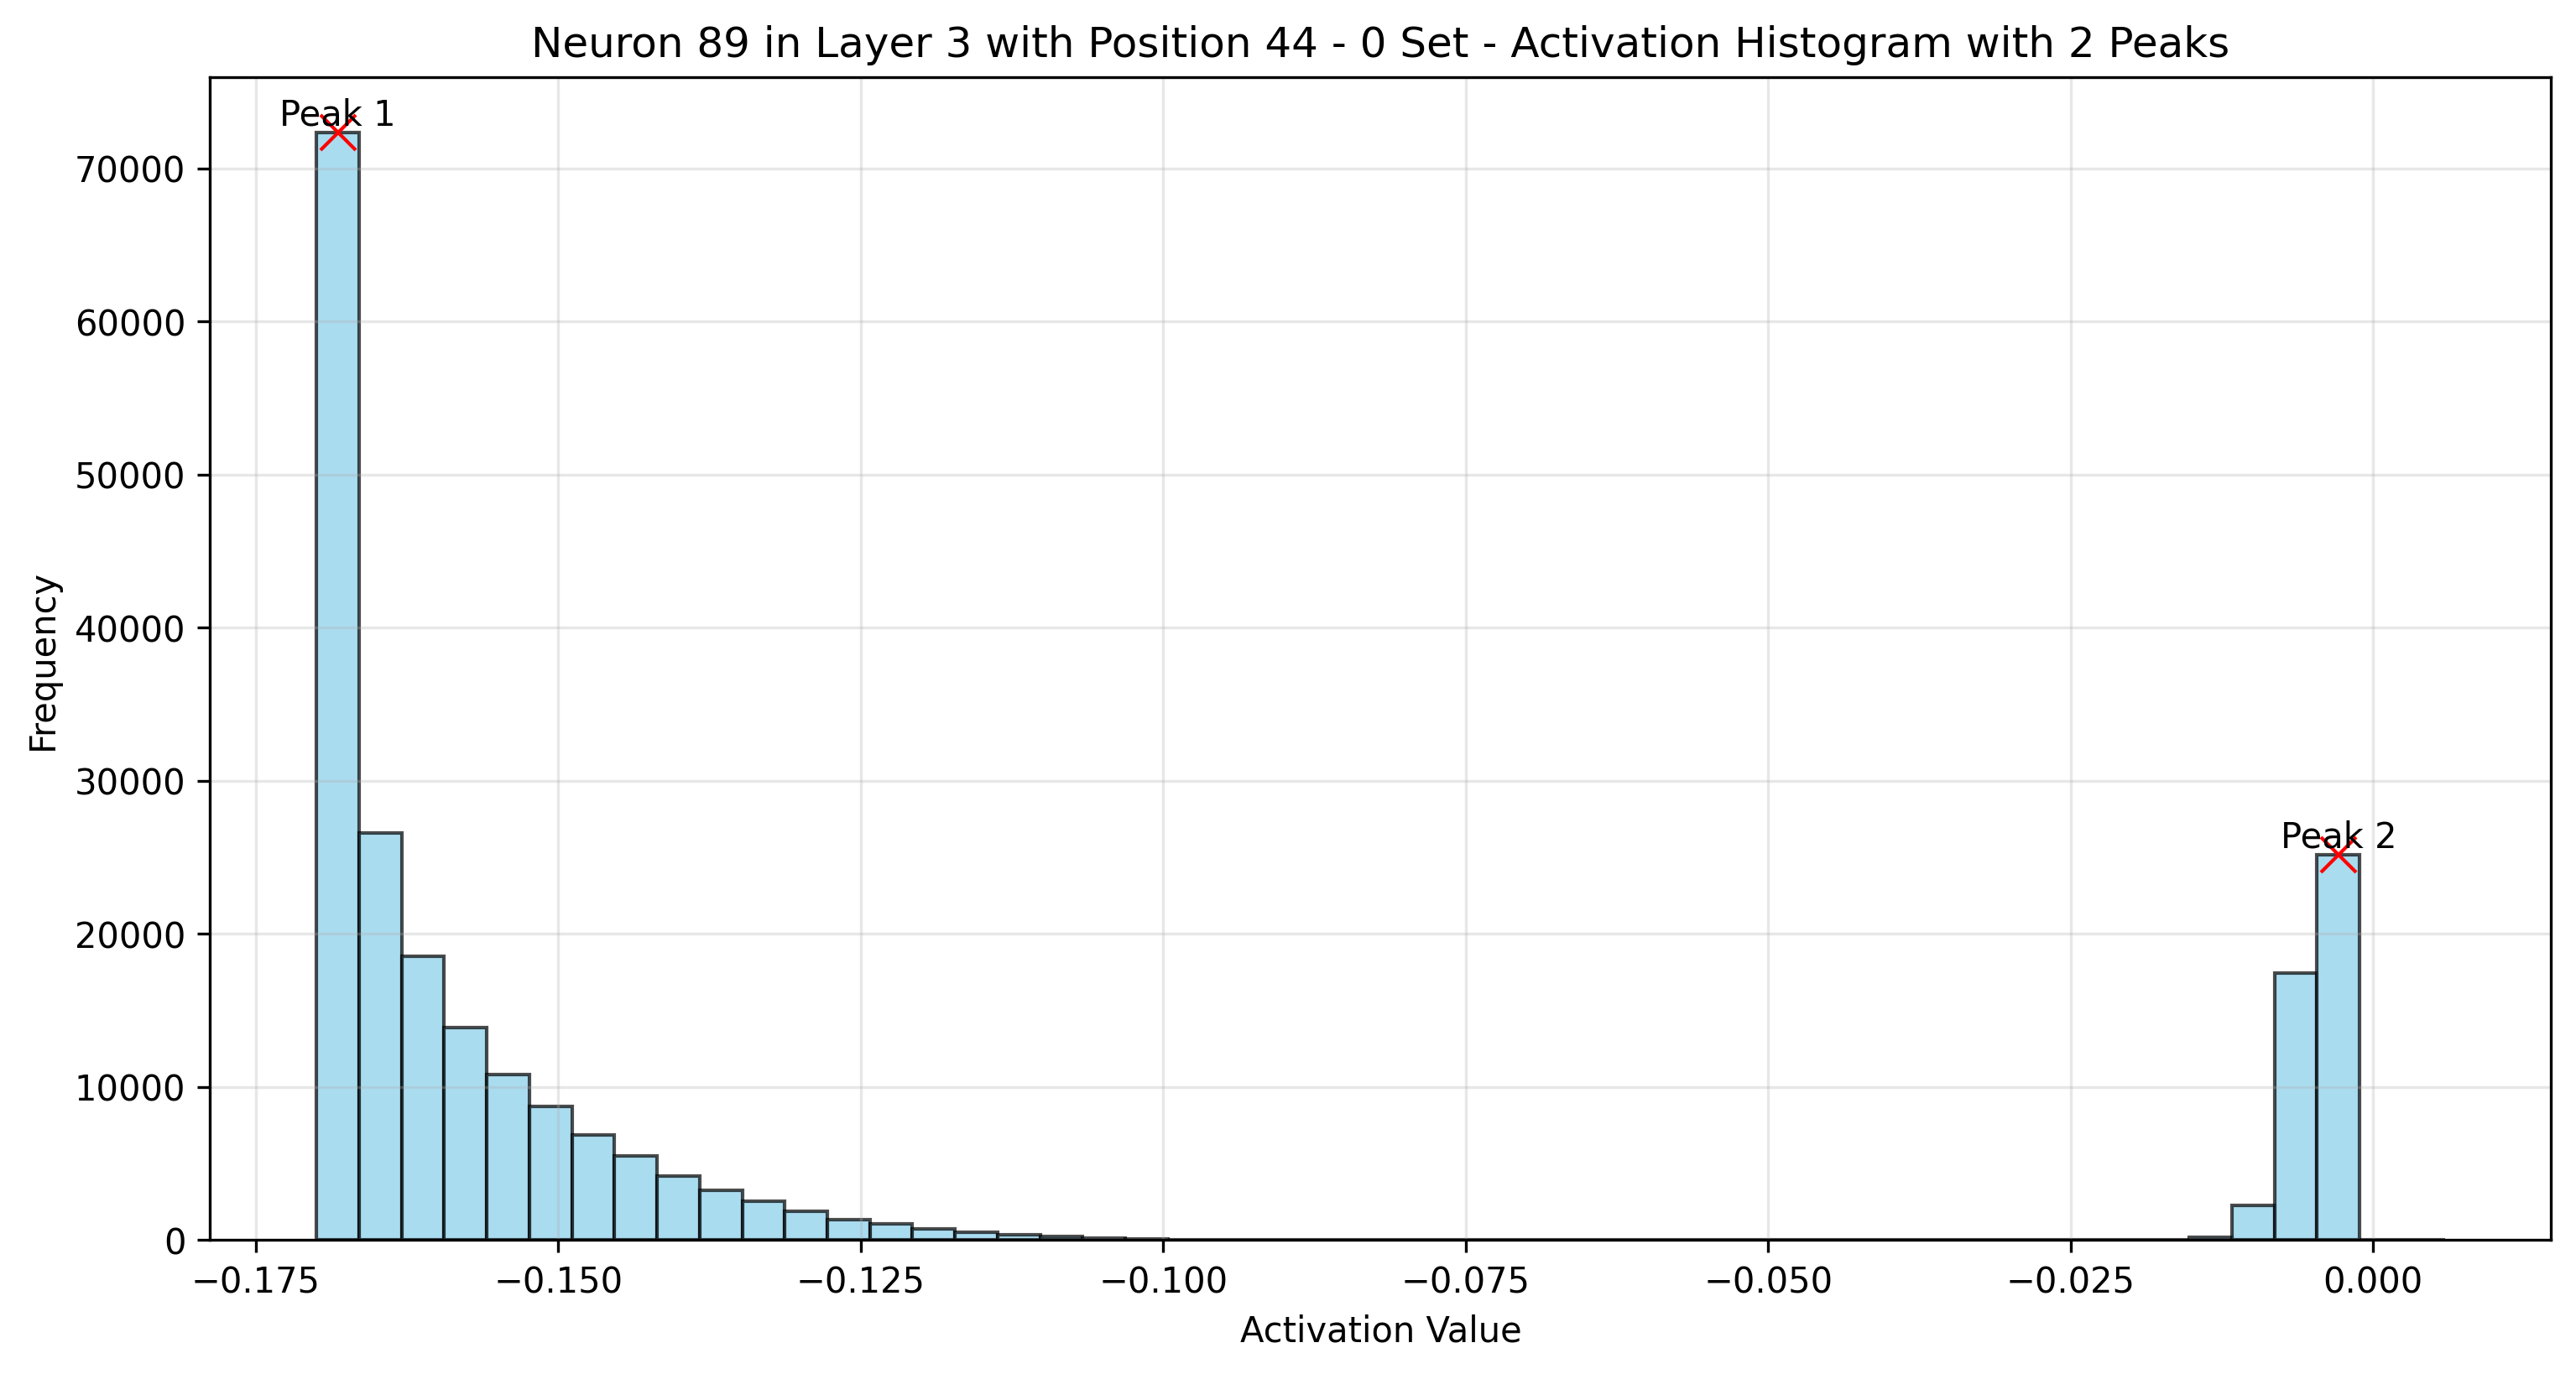 Neuron 89 in Layer 3 with Position 44 - 0 Set - Activation Histogram with 2 Peaks
Peak 1
70000
60000
50000
40000
30000
20000
10000
0
Frequency
Peak 2
−0.175 −0.150 −0.125 −0.100 −0.075 −0.050 −0.025 0.000
Activation Value